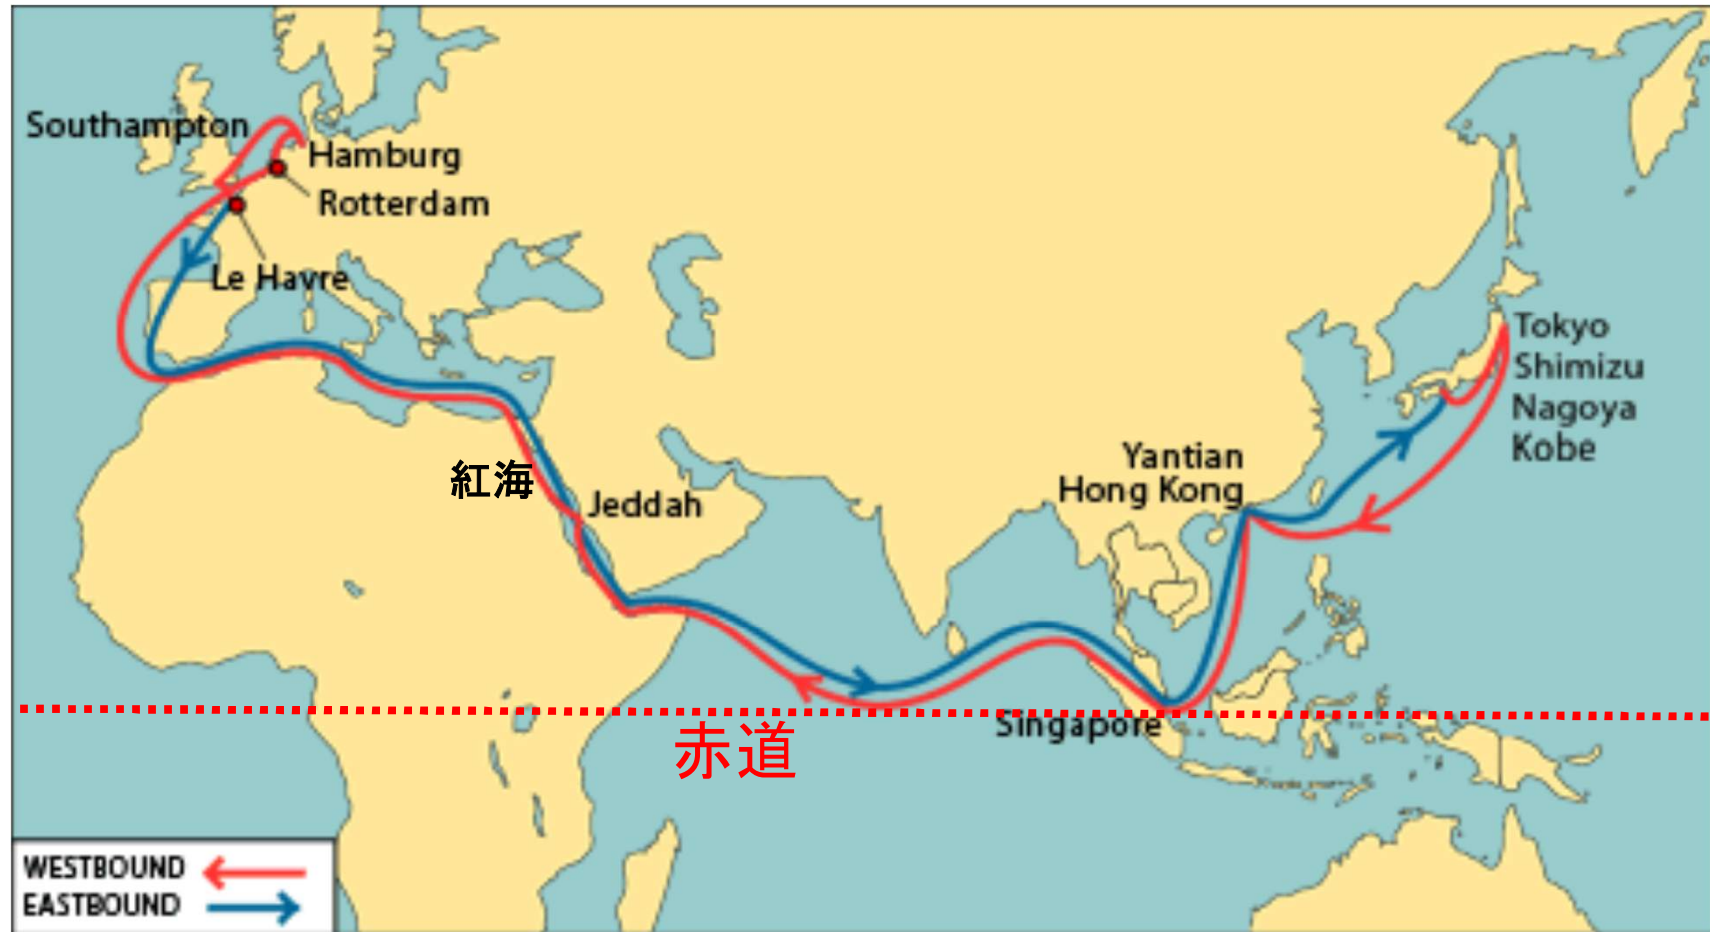 Southampton
Hamburg
Rotterdam
Le Havre
Tokyo
Shimizu
Nagoya
Kobe
Yantian
Hong Kong
紅海
Jeddah
Singapore
赤道
WESTBOUND
EASTBOUND